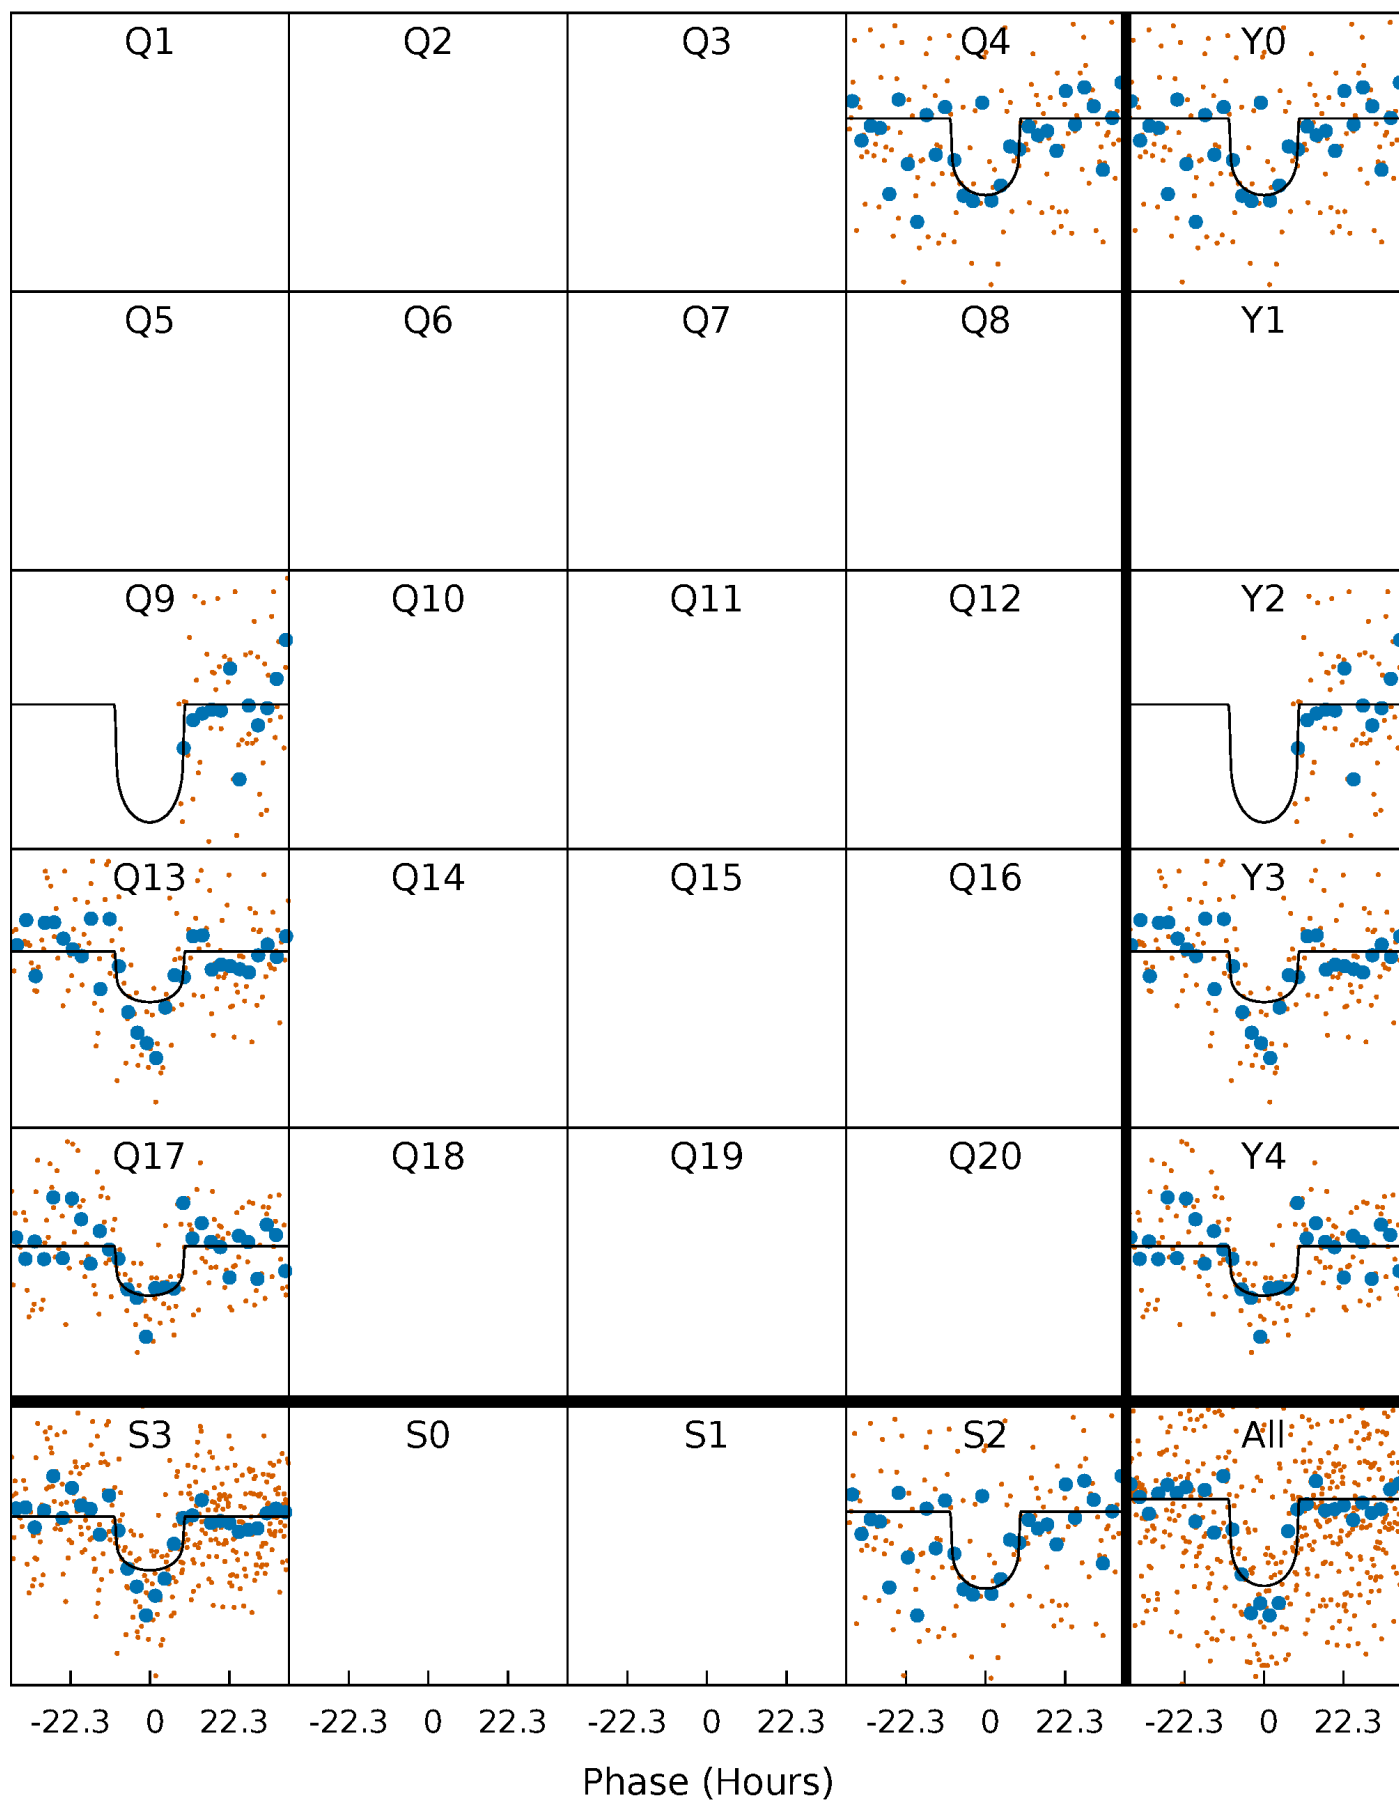 Q1 Q2 Q3 Q4 Y0
Q5 Q6 Q7 Q8 Y1
Q9 Q10 Q11 Q12 Y2
Q13 Q14 Q15 Q16 Y3
Q17 Q18 Q19 Q20 Y4
S3 S0 S1 S2 All
-22.3 0 22.3 -22.3 0 22.3 -22.3 0 22.3 -22.3 0 22.3 -22.3 0 22.3
Phase (Hours)